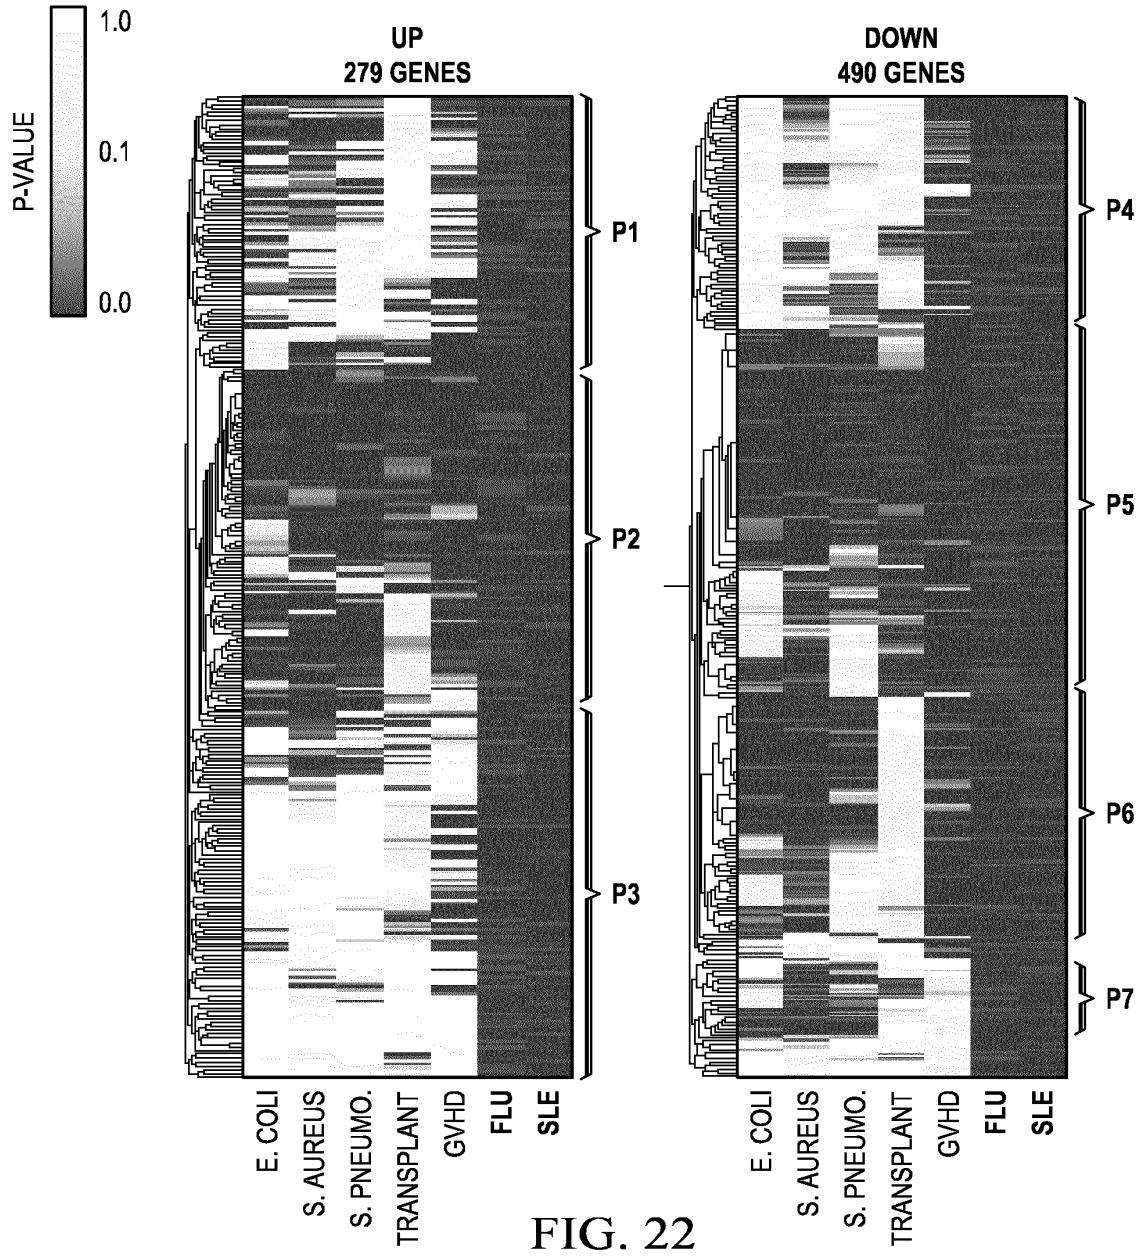 P-VALUE
1.0
0.1
0.0
UP
279 GENES
P1
P2
P3
E. COLI
S. AUREUS
S. PNEUMO.
TRANSPLANT
GVHD
FLU
SLE
DOWN
490 GENES
P4
P5
P6
P7
E. COLI
S. AUREUS
S. PNEUMO.
TRANSPLANT
GVHD
FLU
SLE
FIG. 22